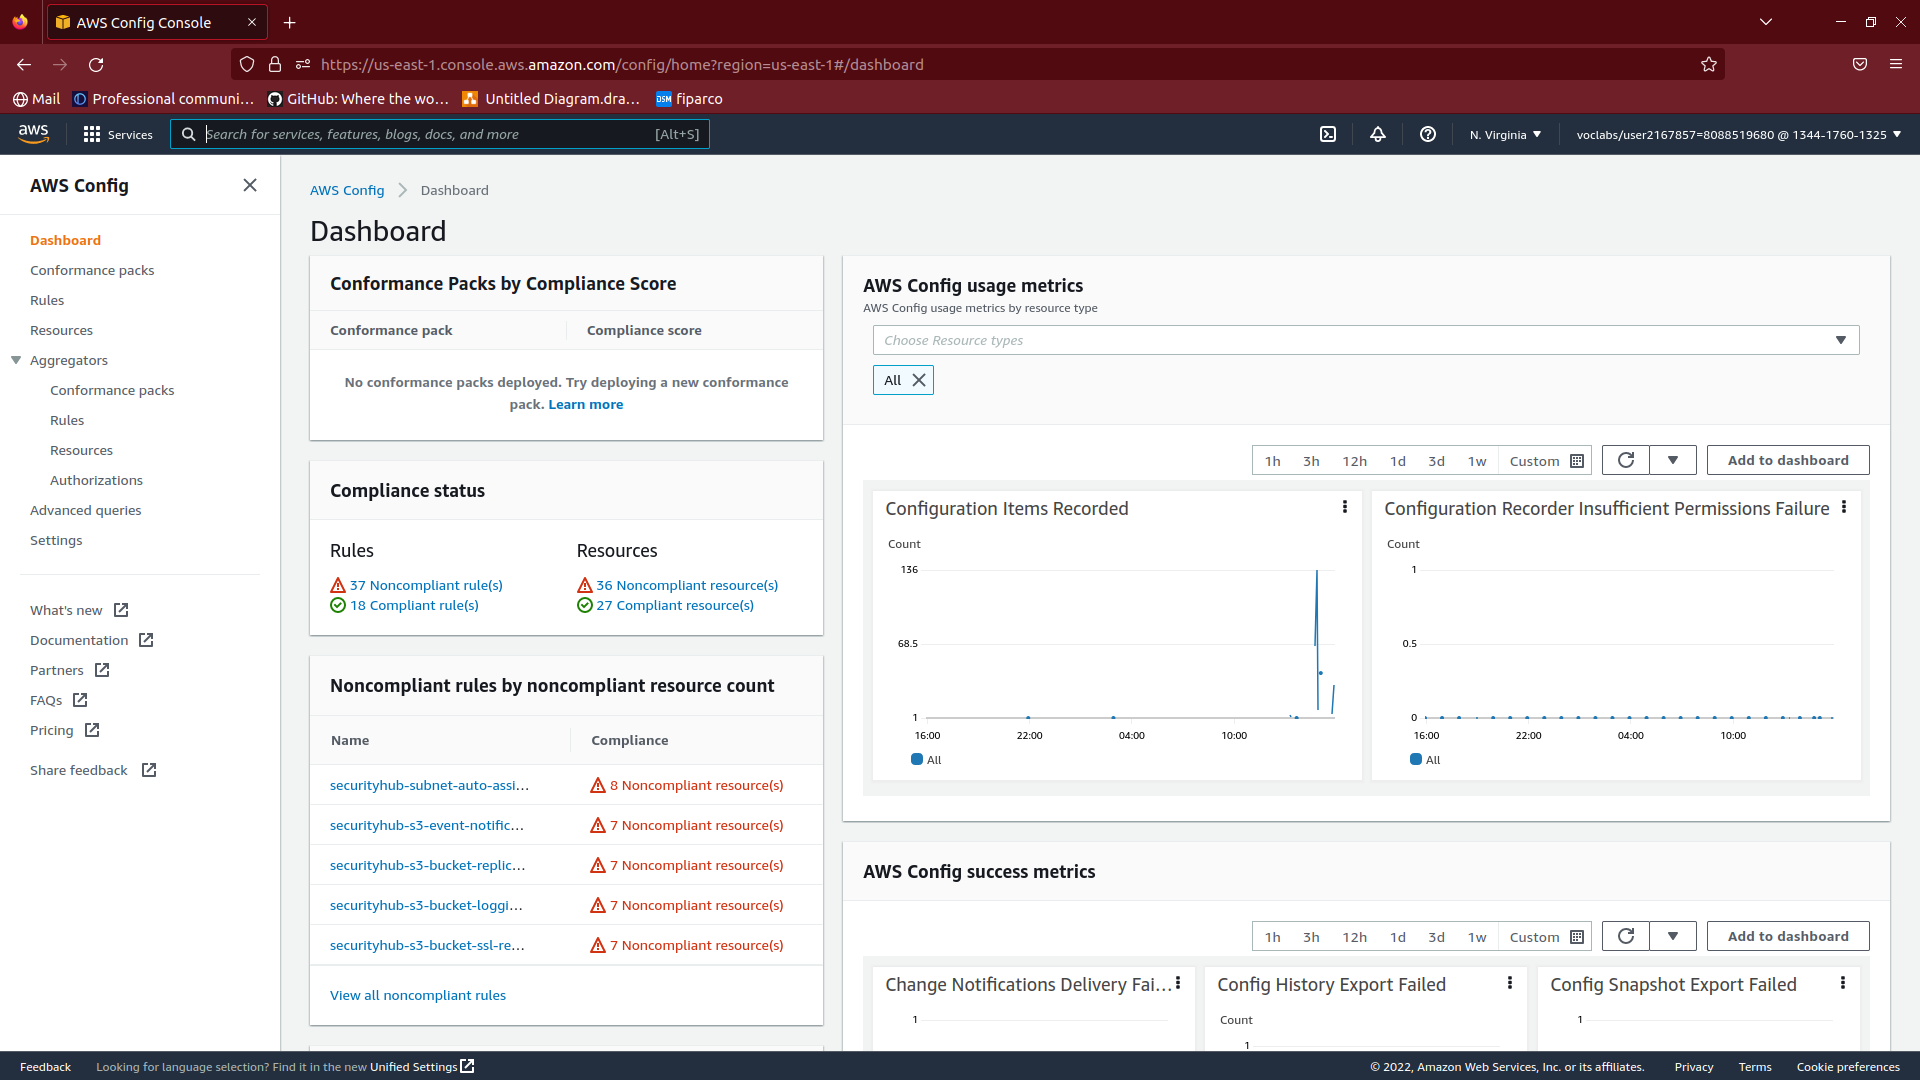 AWS Config Console
https://us-east-1.console.aws.amazon.com/config/home?region=us-east-1#/dashboard
Mail
Professional communi...
GitHub: Where the wo...
Untitled Diagram.dra...
DSM fiparco
aws
Services
Search for services, features, blogs, docs, and more
[Alt+S]
N. Virginia
voclabs/user2167857=8088519680 @ 1344-1760-1325
AWS Config
Dashboard
Conformance packs
Rules
Resources
Aggregators
Conformance packs
Rules
Resources
Authorizations
Advanced queries
Settings
What's new
Documentation
Partners
FAQs
Pricing
Share feedback
AWS Config
Dashboard
Dashboard
Conformance Packs by Compliance Score
Conformance pack
Compliance score
No conformance packs deployed. Try deploying a new conformance
pack. Learn more
Compliance status
Rules
Resources
37 Noncompliant rule(s)
36 Noncompliant resource(s)
18 Compliant rule(s)
27 Compliant resource(s)
Noncompliant rules by noncompliant resource count
Name
Compliance
securityhub-subnet-auto-assi...
8 Noncompliant resource(s)
securityhub-s3-event-notific...
7 Noncompliant resource(s)
securityhub-s3-bucket-replic...
7 Noncompliant resource(s)
securityhub-s3-bucket-loggi...
7 Noncompliant resource(s)
securityhub-s3-bucket-ssl-re...
7 Noncompliant resource(s)
View all noncompliant rules
AWS Config usage metrics
AWS Config usage metrics by resource type
Choose Resource types
All
1h 3h 12h 1d 3d 1w Custom
Add to dashboard
Configuration Items Recorded
Count
136
68.5
1
16:00 22:00 04:00 10:00
All
Configuration Recorder Insufficient Permissions Failure
Count
1
0.5
0
16:00 22:00 04:00 10:00
All
AWS Config success metrics
1h 3h 12h 1d 3d 1w Custom
Add to dashboard
Change Notifications Delivery Fai...
1
Config History Export Failed
Count
1
Config Snapshot Export Failed
1
Feedback
Looking for language selection? Find it in the new Unified Settings
© 2022, Amazon Web Services, Inc. or its affiliates.
Privacy
Terms
Cookie preferences